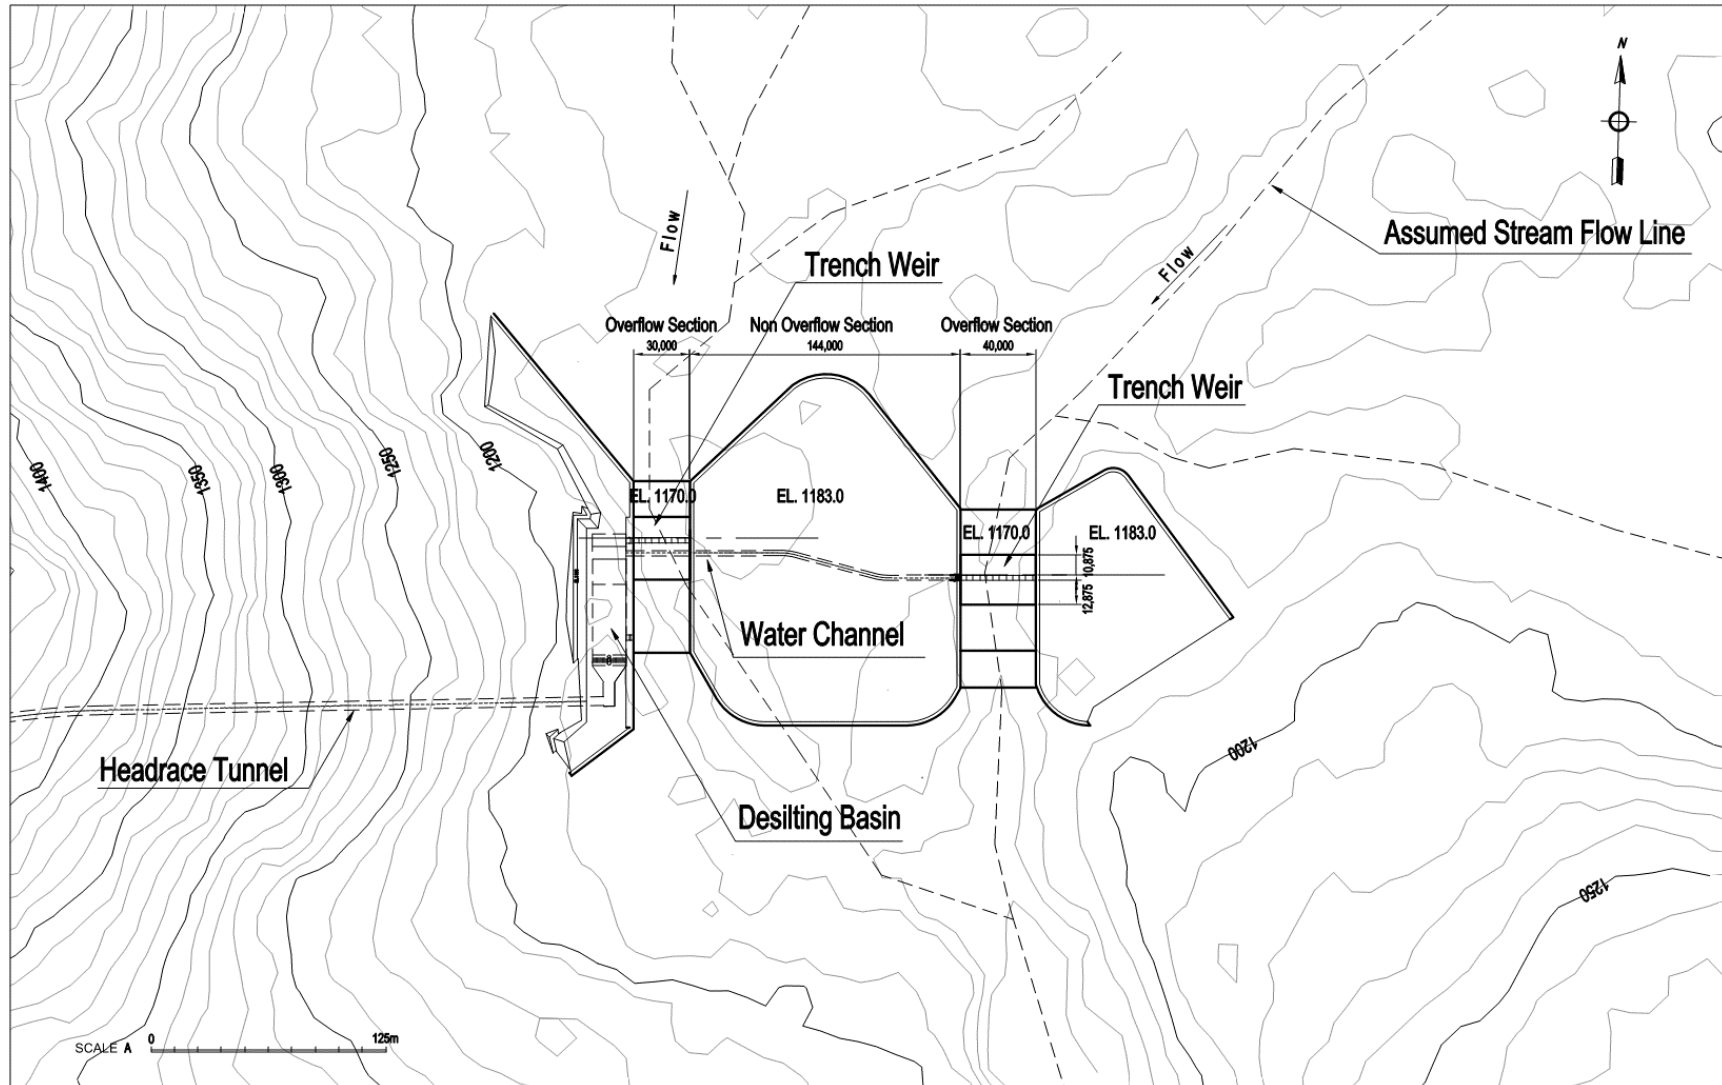 N
Assumed Stream Flow Line
Flow
Flow
Trench Weir
Overflow Section
Non Overflow Section
Overflow Section
30,000
144,000
40,000
Trench Weir
1400
1350
1300
1250
1200
EL. 1170.0
EL. 1183.0
EL. 1170.0
EL. 1183.0
10,875
12,875
Water Channel
Headrace Tunnel
Desilting Basin
1200
1250
SCALE A
0
125m